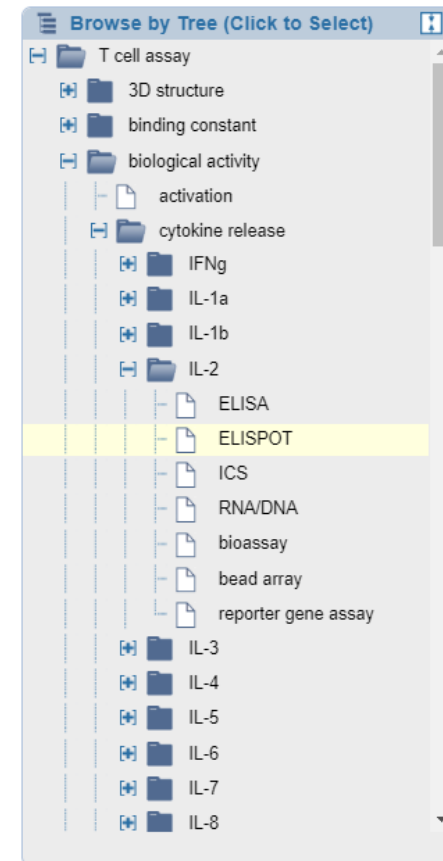 Browse by Tree (Click to Select)
T cell assay
3D structure
binding constant
biological activity
activation
cytokine release
IFNg
IL-1a
IL-1b
IL-2
ELISA
ELISPOT
ICS
RNA/DNA
bioassay
bead array
reporter gene assay
IL-3
IL-4
IL-5
IL-6
IL-7
IL-8